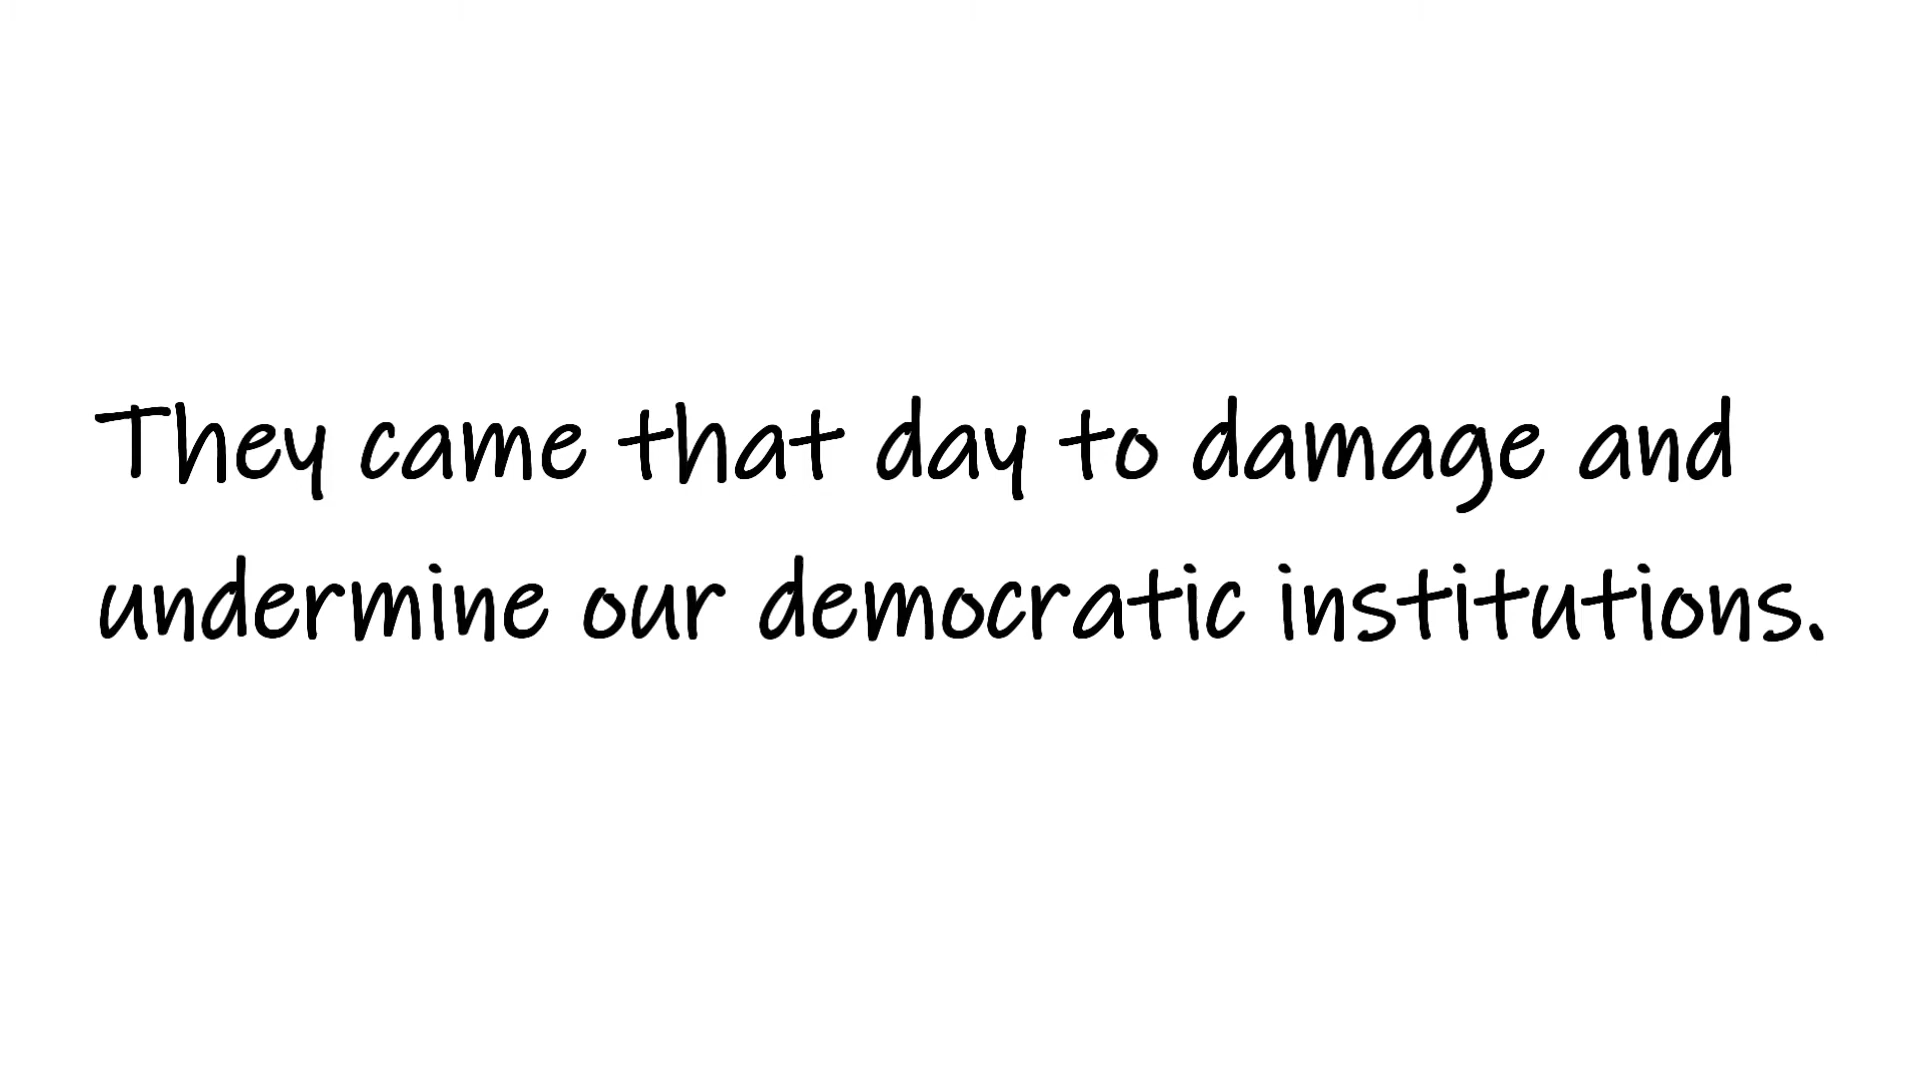 They came that day to damage and
undermine our democratic institutions.